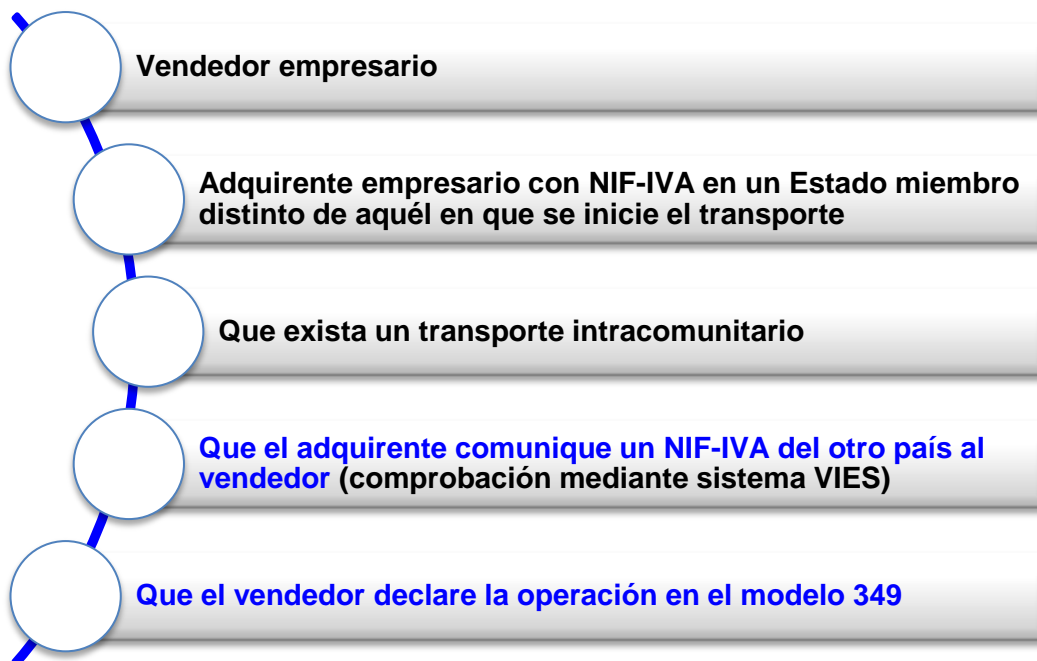 Vendedor empresario
Adquirente empresario con NIF-IVA en un Estado miembro
distinto de aquél en que se inicie el transporte
Que exista un transporte intracomunitario
Que el adquirente comunique un NIF-IVA del otro país al
vendedor (comprobación mediante sistema VIES)
Que el vendedor declare la operación en el modelo 349